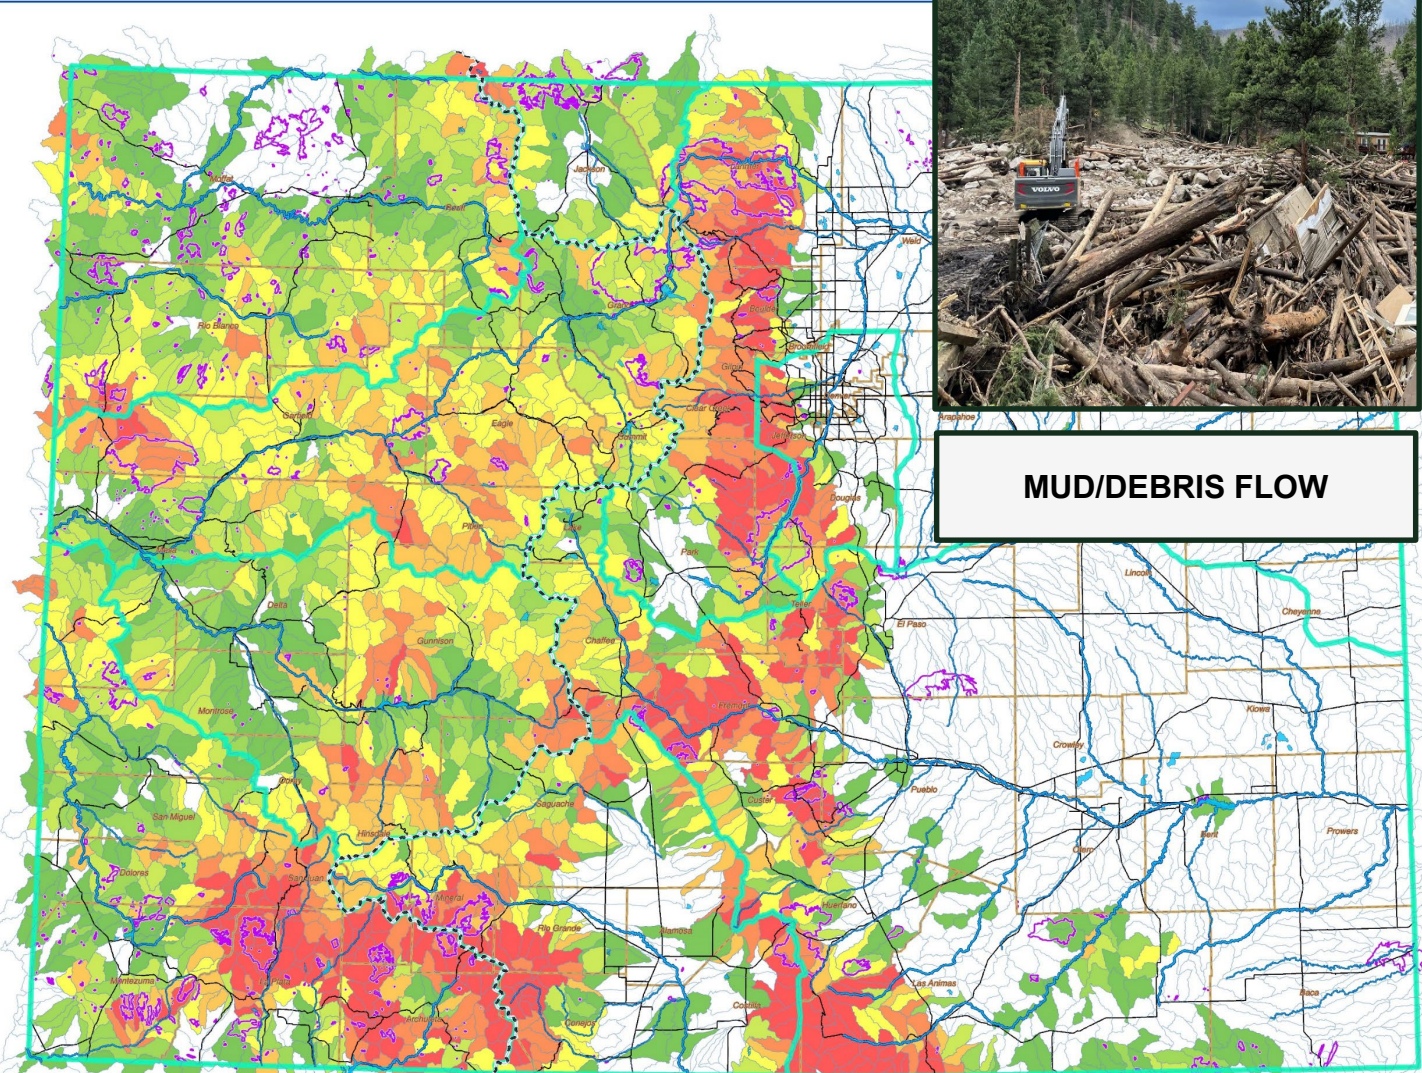 VOLVO
MUD/DEBRIS FLOW
Moffat
Routt
Jackson
Larimer
Weld
Rio Blanco
Grand
Boulder
Broomfield
Gilpin
Denver
Arapahoe
Garfield
Eagle
Clear Creek
Summit
Jefferson
Douglas
Pitkin
Lake
Park
Mesa
Delta
Gunnison
Chaffee
Teller
El Paso
Lincoln
Cheyenne
Montrose
Fremont
Kiowa
Crowley
Ouray
Saguache
Custer
Pueblo
San Miguel
Hinsdale
Otero
Bent
Prowers
Dolores
San Juan
Mineral
Rio Grande
Alamosa
Huerfano
Montezuma
La Plata
Archuleta
Conejos
Costilla
Las Animas
Baca